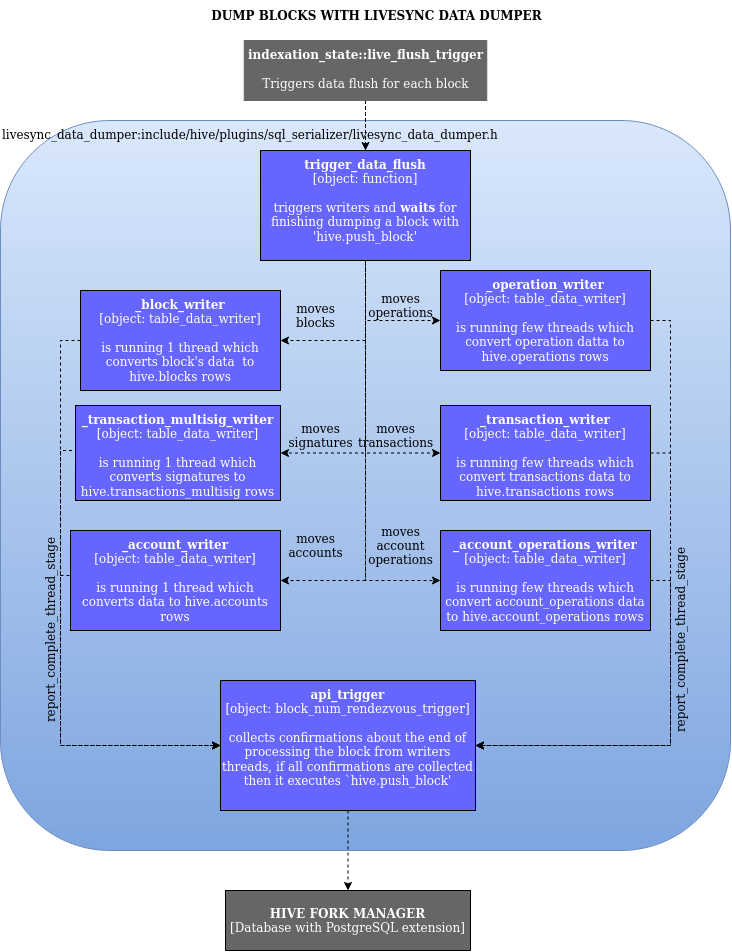 DUMP BLOCKS WITH LIVESYNC DATA DUMPER
indexation_state::live_flush_trigger
Triggers data flush for each block
livesync_data_dumper:include/hive/plugins/sql_serializer/livesync_data_dumper.h
trigger_data_flush
[object: function]
triggers writers and waits for
finishing dumping a block with
'hive.push_block'
_block_writer
[object: table_data_writer]
is running 1 thread which
converts block's data  to
hive.blocks rows
moves
blocks
moves
operations
_operation_writer
[object: table_data_writer]
is running few threads which
convert operation datta to
hive.operations rows
_transaction_multisig_writer
[object: table_data_writer]
is running 1 thread which
converts signatures to
hive.transactions_multisig rows
moves
signatures
moves
transactions
_transaction_writer
[object: table_data_writer]
is running few threads which
convert transactions data to
hive.transactions rows
_account_writer
[object: table_data_writer]
is running 1 thread which
converts data to hive.accounts
rows
moves
accounts
moves
account
operations
_account_operations_writer
[object: table_data_writer]
is running few threads which
convert account_operations data
to hive.account_operations rows
report_complete_thread_stage
report_complete_thread_stage
api_trigger
[object: block_num_rendezvous_trigger]
collects confirmations about the end of
processing the block from writers
threads, if all confirmations are collected
then it executes `hive.push_block'
HIVE FORK MANAGER
[Database with PostgreSQL extension]